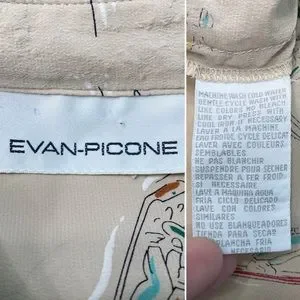 EVAN-PICONE
MACHINE WASH COLD WATER
GENTLE CYCLE WASH WITH
LIKE COLORS NO BLEACH
LINE DRY. PRESS WITH
COOL IRON IF NECESSARY
LAVER A LA MACHINE
EAU FROIDE CYCLE DELICAT
LAVER AVEC COULEURS
SEMBLABLES
NE PAS BLANCHIR
SUSPENDRE POUR SECHER
REPASSER A FER FROID
SI NECESSAIRE
LAVE A MAQUINA AGUA
FRIA CICLO DELICADO
LAVE CON COLORES
SIMILARES
NO USE BLANQUEADORES
TIENDA PARA SECAR
PLANCHA FRIA
NECESARIO